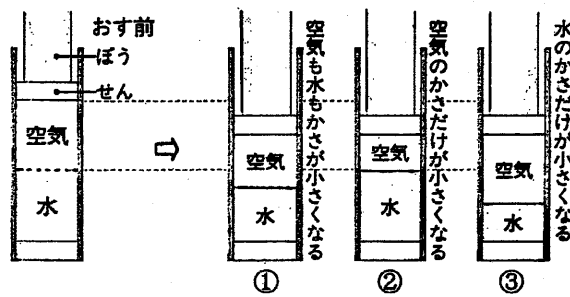 おす前
ぼう
せん
空気
水
空気も水もかさが小さくなる
空気
水
①
空気のかさだけが小さくなる
空気
水
②
水のかさだけが小さくなる
空気
水
③